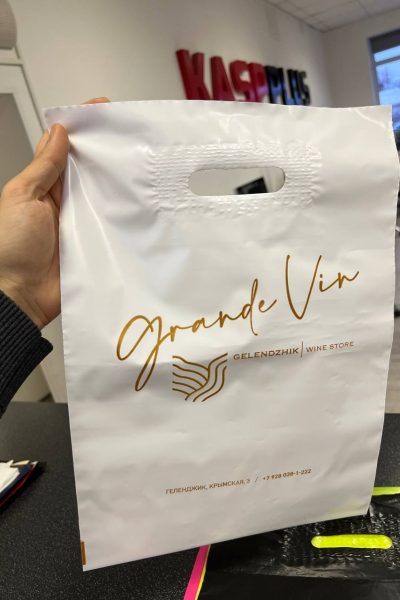 KASPPLUS
Grande Vin
GELENDZHIK | WINE STORE
ГЕЛЕНДЖИК, КРЫМСКАЯ, 3 / +7 928 038-1-222